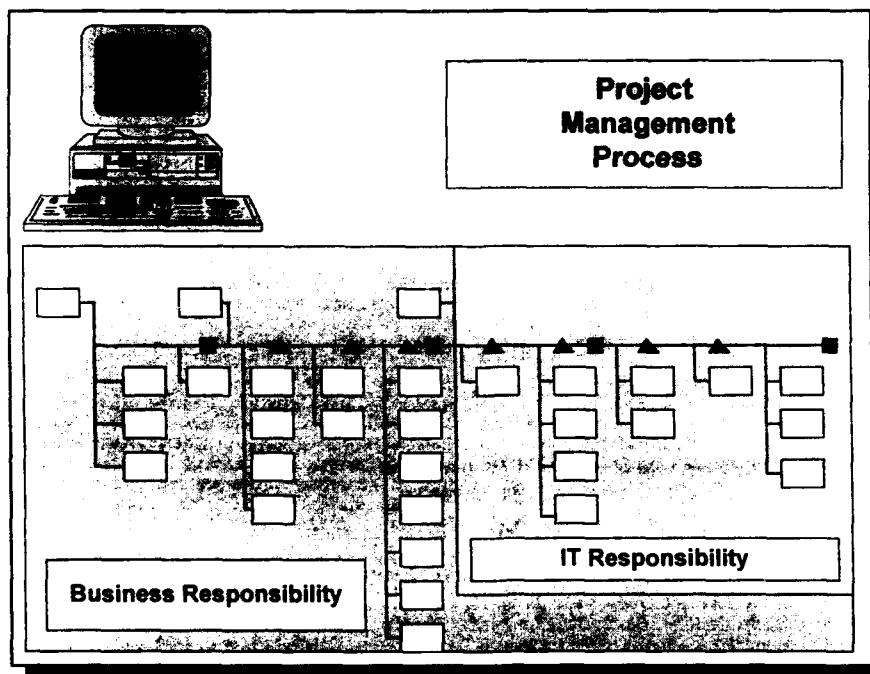 Project
Management
Process
IT Responsibility
Business Responsibility